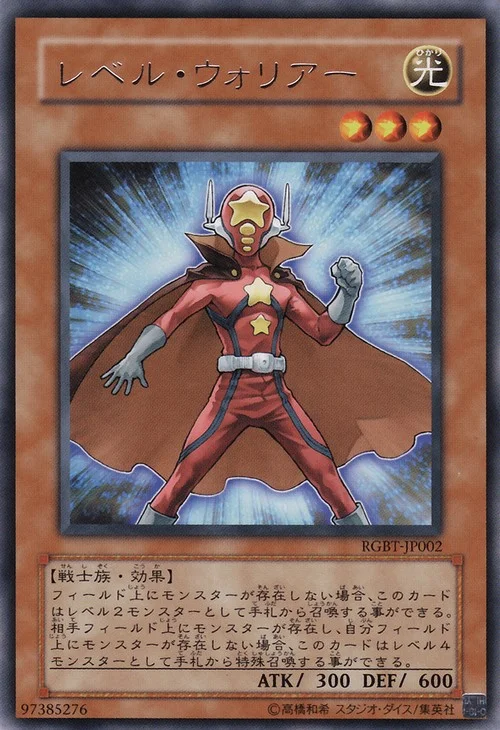 レベル・ウォリアー
ひかり
光
RGBT-JP002
【戦士族・効果】
フィールド上にモンスターが存在しない場合、このカード
はレベル2モンスターとして手札から召喚する事ができる。
相手フィールド上にモンスターが存在し、自分フィールド
上にモンスターが存在しない場合、このカードはレベル4
モンスターとして手札から特殊召喚する事ができる。
ATK/ 300 DEF/ 600
97385276
©高橋和希 スタジオ・ダイス/集英社